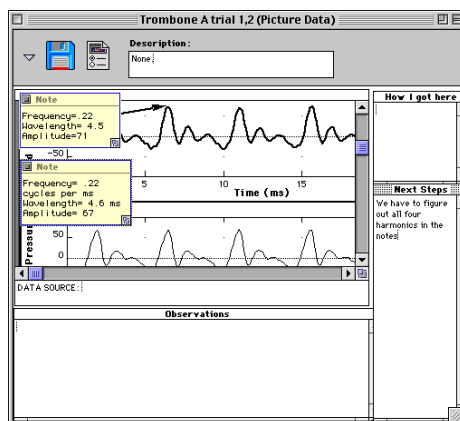 Trombone A trial 1,2 (Picture Data)
Description:
None.
How I got here
Note
Frequency=.22
Wavelength= 4.5
Amplitude=71
-50
Note
Frequency= .22
cycles per ms
Wavelength= 4.6 ms
Amplitude= 67
5
10
15
Time (ms)
Next Steps
We have to figure
out all four
harmonics in the
notes
Pressure
50
0
DATA SOURCE:
Observations